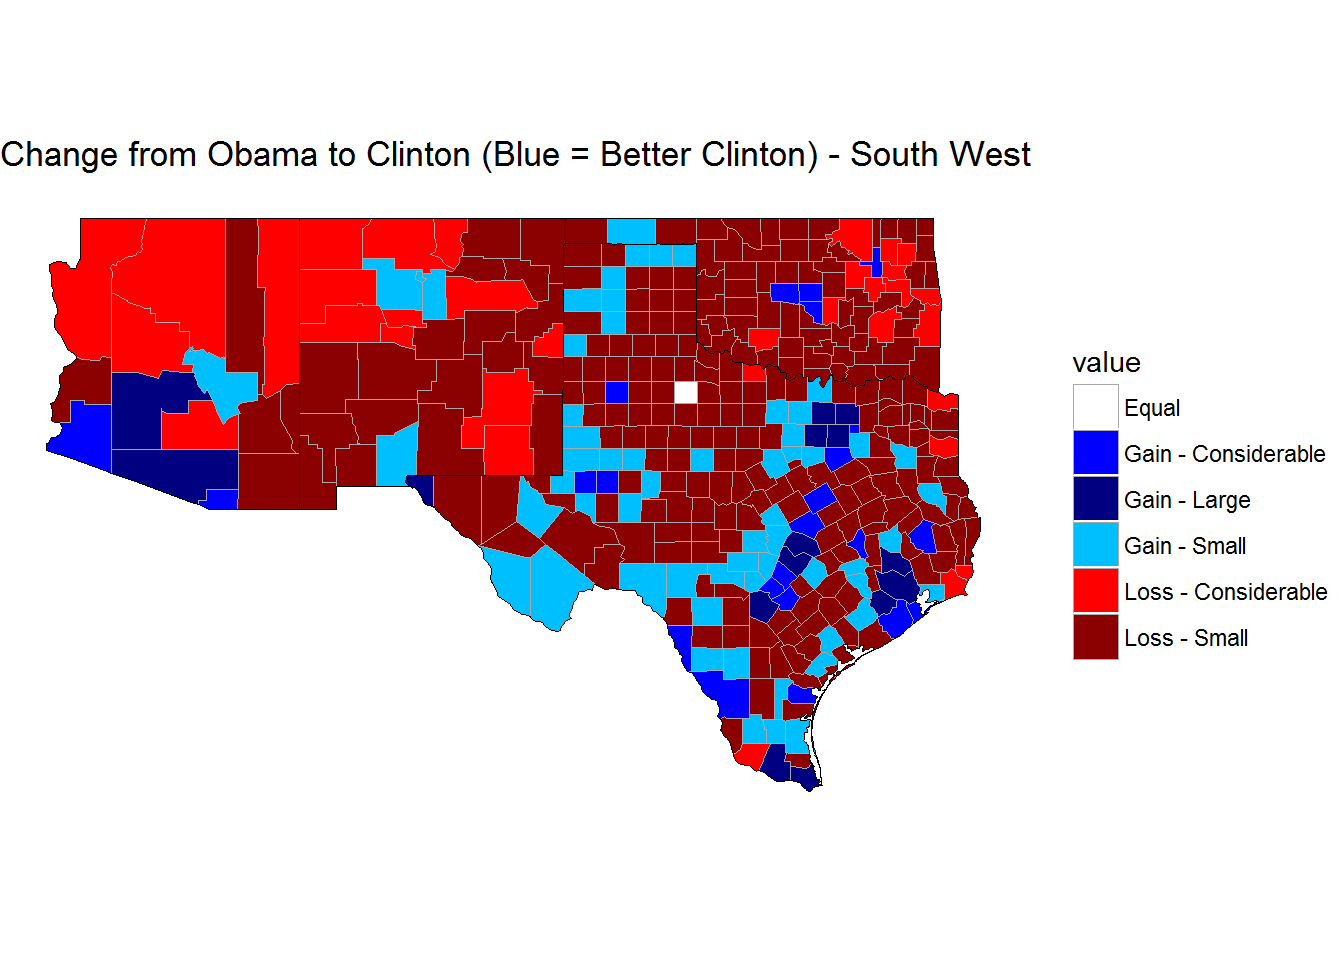 Change from Obama to Clinton (Blue = Better Clinton) - South West
value
Equal
Gain - Considerable
Gain - Large
Gain - Small
Loss - Considerable
Loss - Small